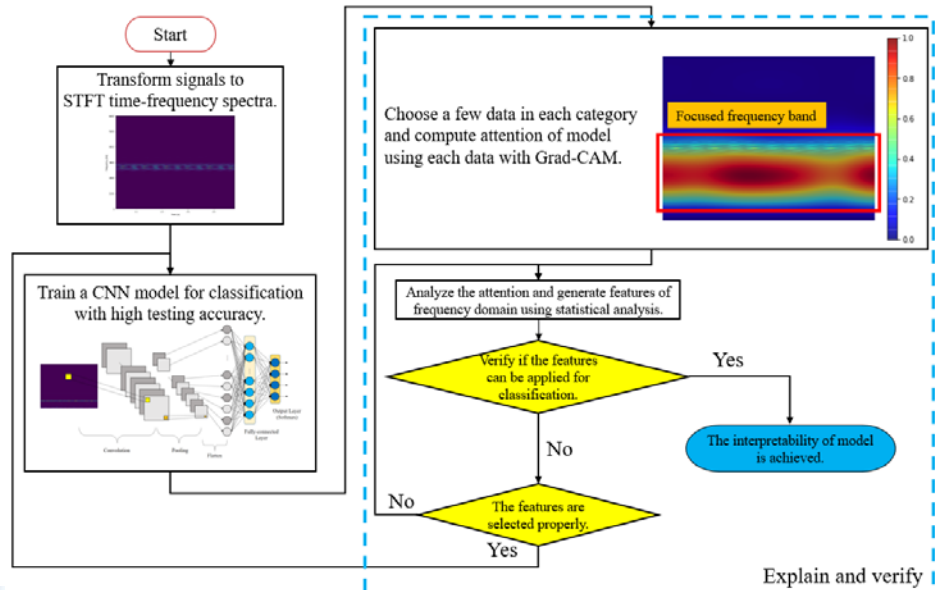 Start
Transform signals to
STFT time-frequency spectra.
Train a CNN model for classification
with high testing accuracy.
Output Layer
(Softmax)
Fully-connected
Layer
Convolution
Pooling
Flatten
Choose a few data in each category
and compute attention of model
using each data with Grad-CAM.
Focused frequency band
1.0
0.8
0.6
0.4
0.2
0.0
Analyze the attention and generate features of
frequency domain using statistical analysis.
Verify if the features
can be applied for
classification.
Yes
The interpretability of model
is achieved.
No
The features are
selected properly.
No
Yes
Explain and verify